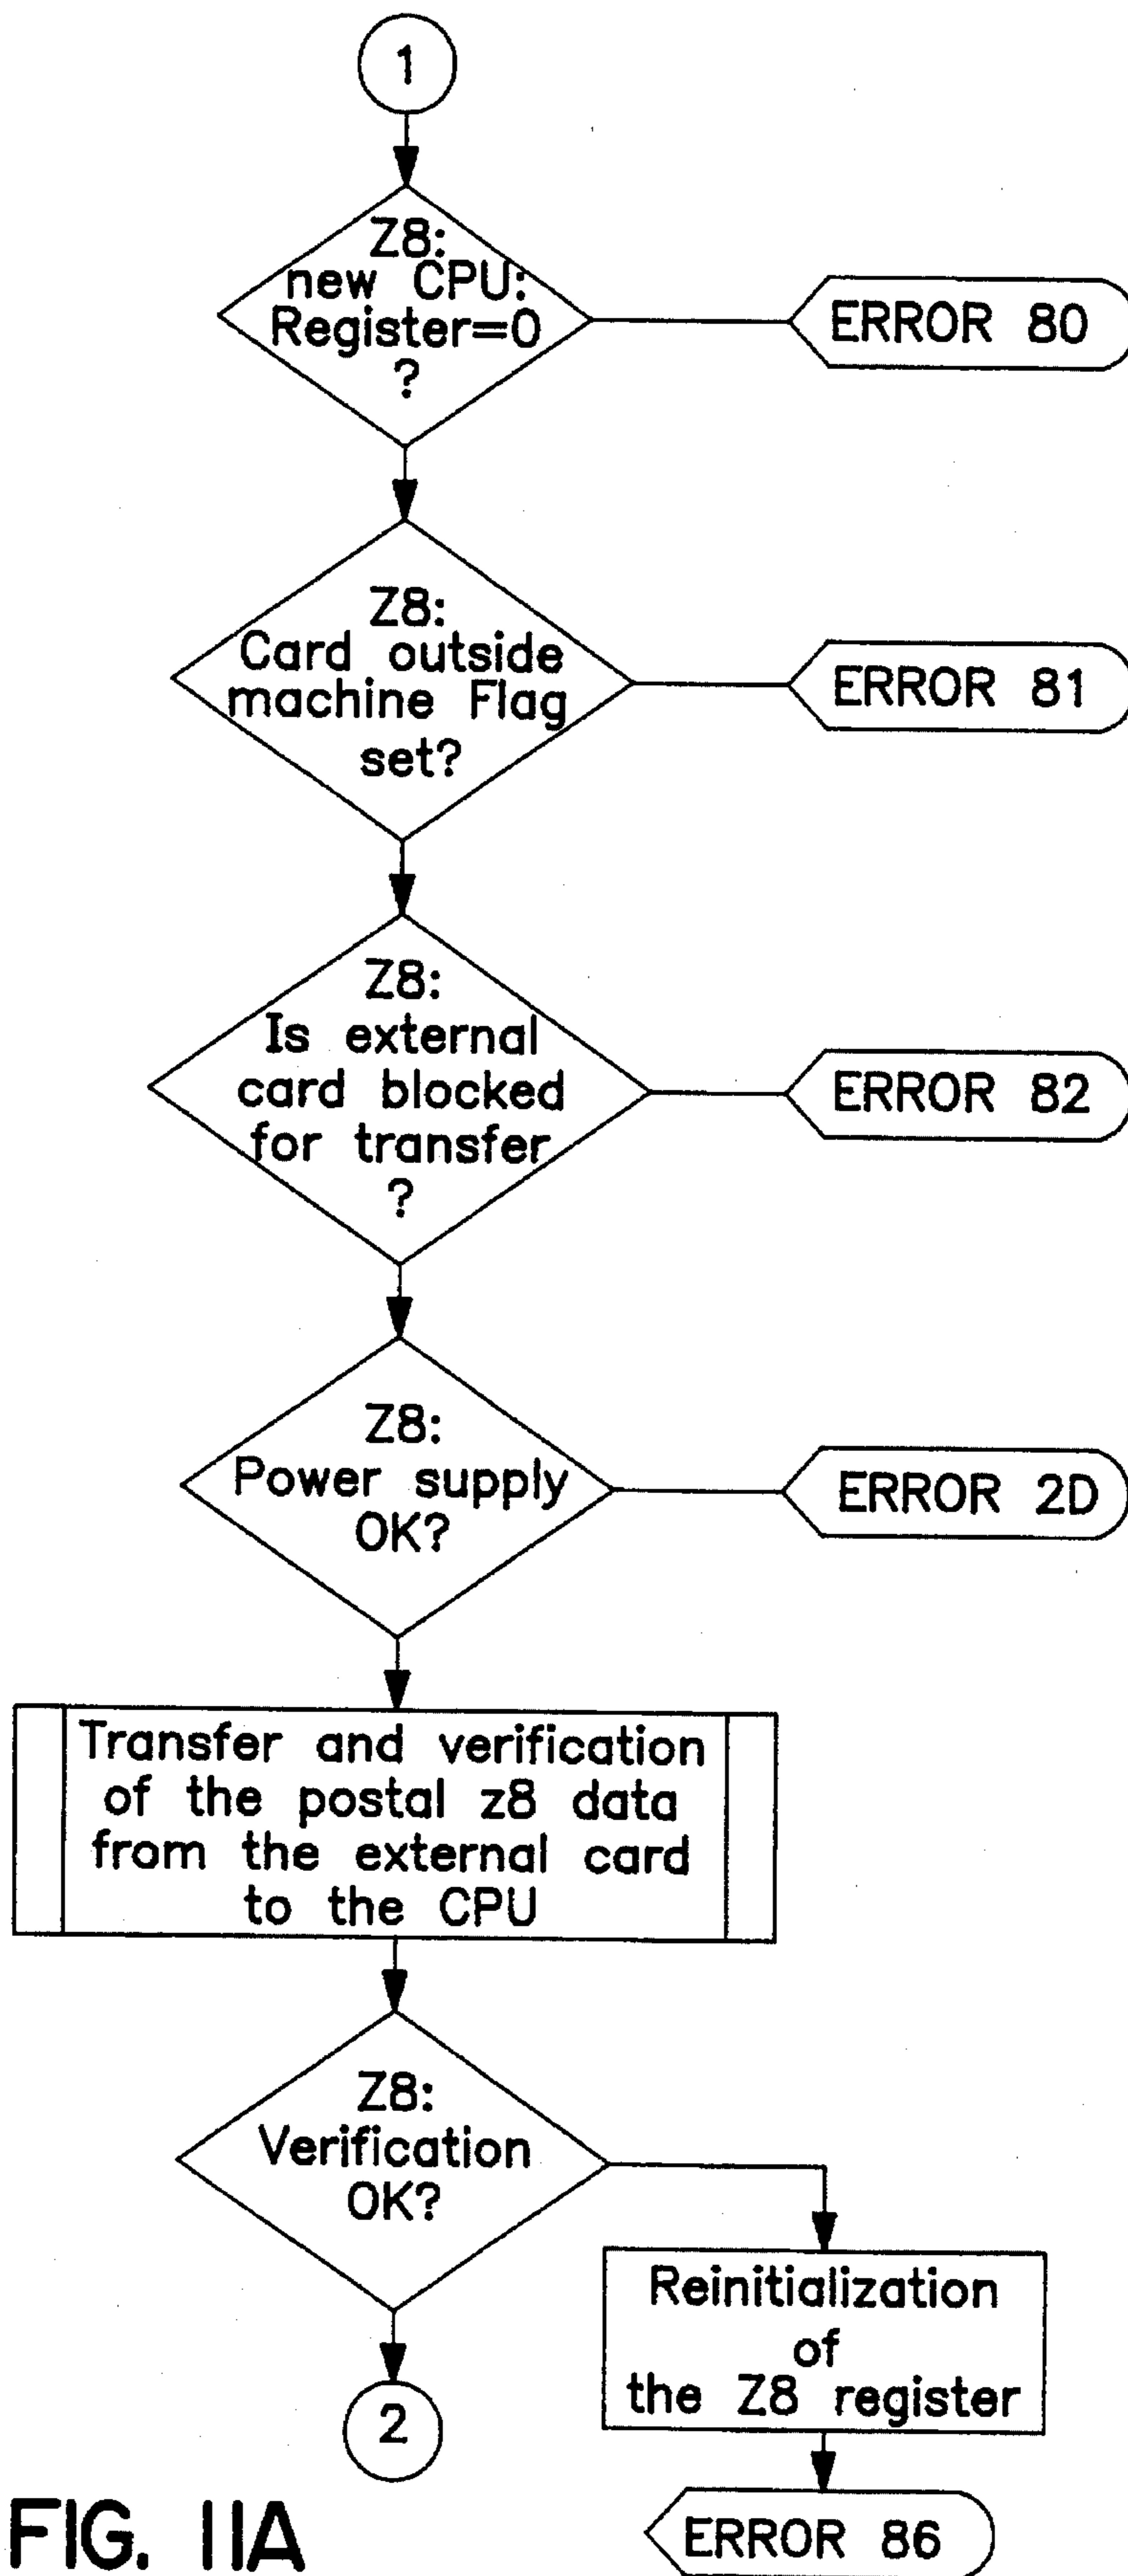 1
Z8:
new CPU:
Register=0
?
ERROR 80
Z8:
Card outside
machine Flag
set?
ERROR 81
Z8:
Is external
card blocked
for transfer
?
ERROR 82
Z8:
Power supply
OK?
ERROR 2D
Transfer and verification
of the postal z8 data
from the external card
to the CPU
Z8:
Verification
OK?
Reinitialization
of
the Z8 register
2
ERROR 86
FIG. 11A